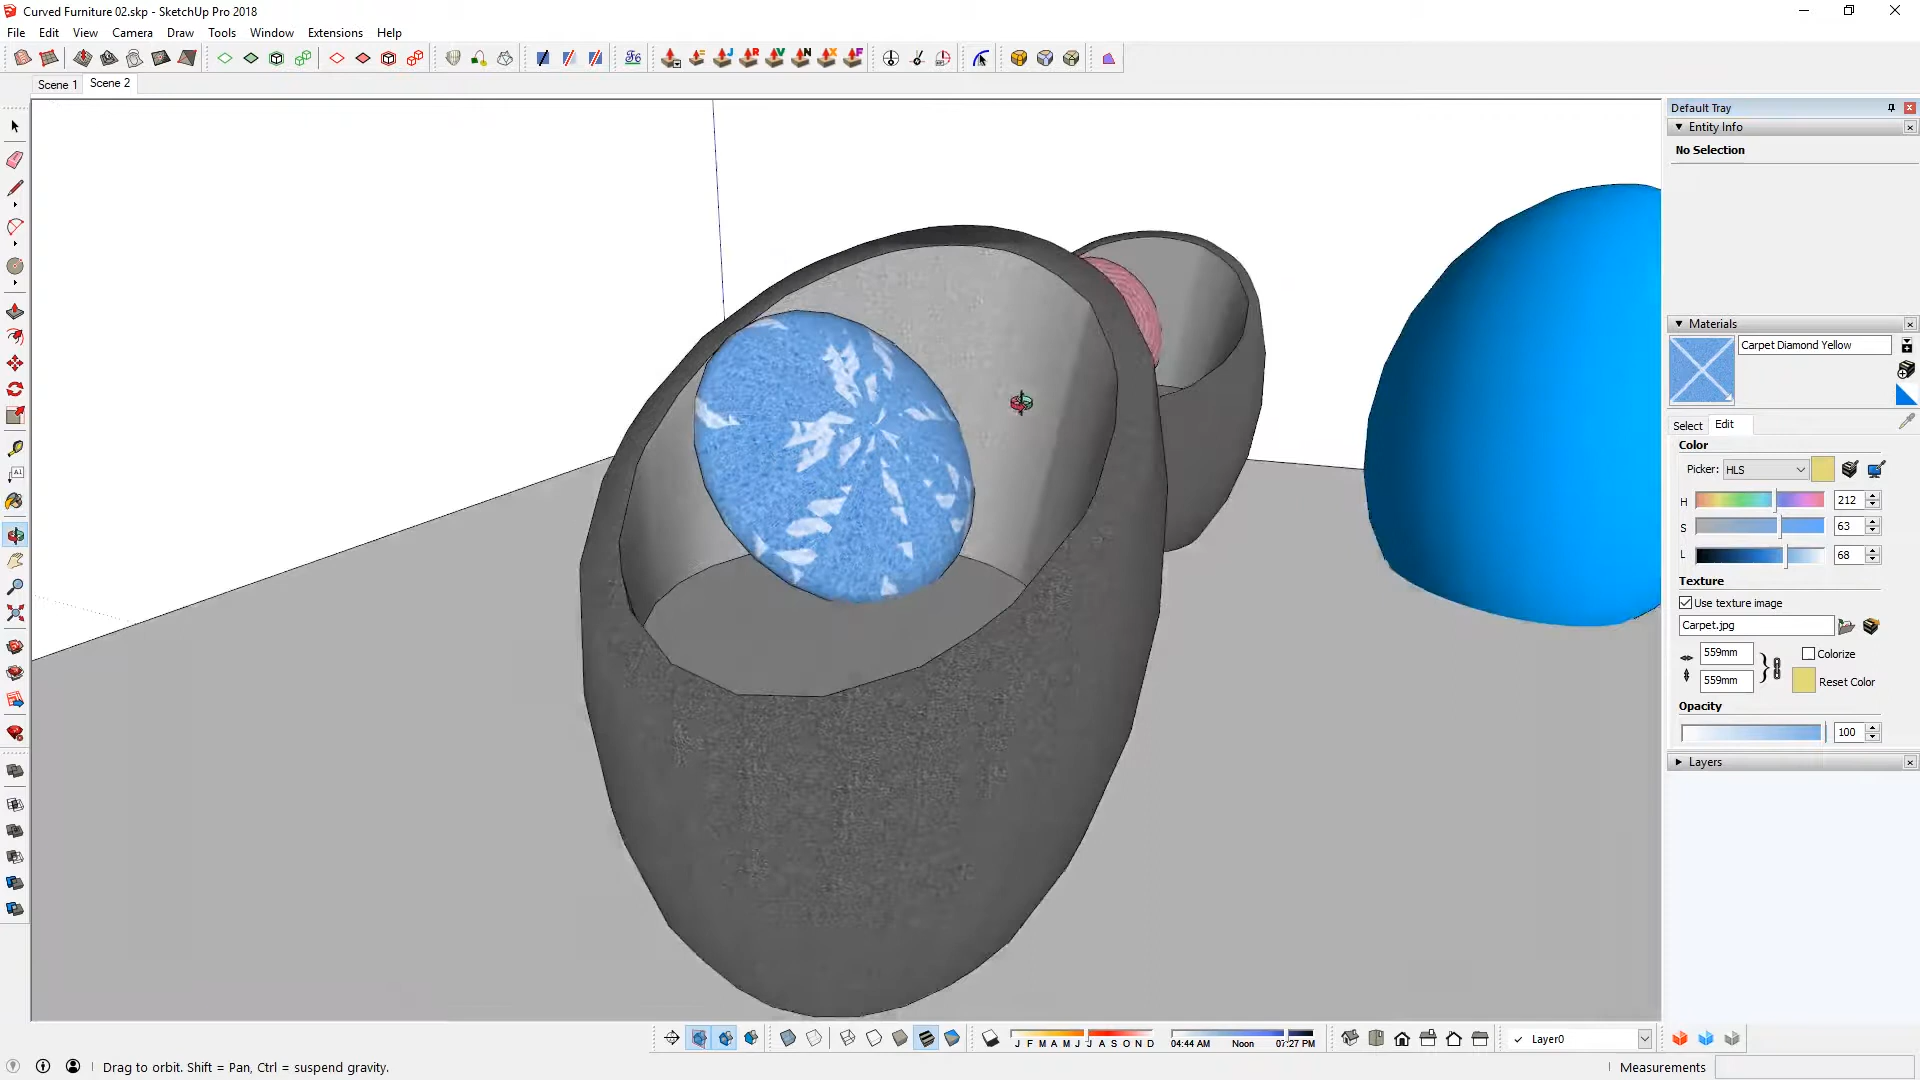 Curved Furniture 02.skp - SketchUp Pro 2018
File Edit View Camera Draw Tools Window Extensions Help
J R V N X F
Scene 1 Scene 2
Default Tray
Entity Info
No Selection
Materials
Carpet Diamond Yellow
Select Edit
Color
Picker: HLS
H 212
S 63
L 68
Texture
Use texture image
Carpet.jpg
559mm Colorize
559mm Reset Color
Opacity
100
Layers
A1
J F M A M J J A S O N D 04:44 AM Noon 07:27 PM Layer0
Drag to orbit. Shift = Pan, Ctrl = suspend gravity. Measurements